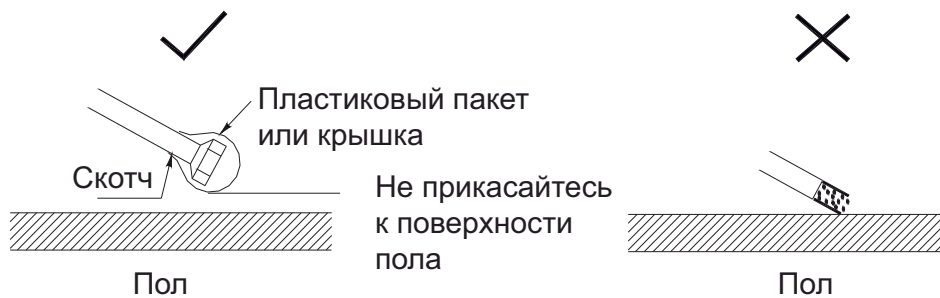 Пластиковый пакет
или крышка
Скотч
Не прикасайтесь
к поверхности
пола
Пол
Пол